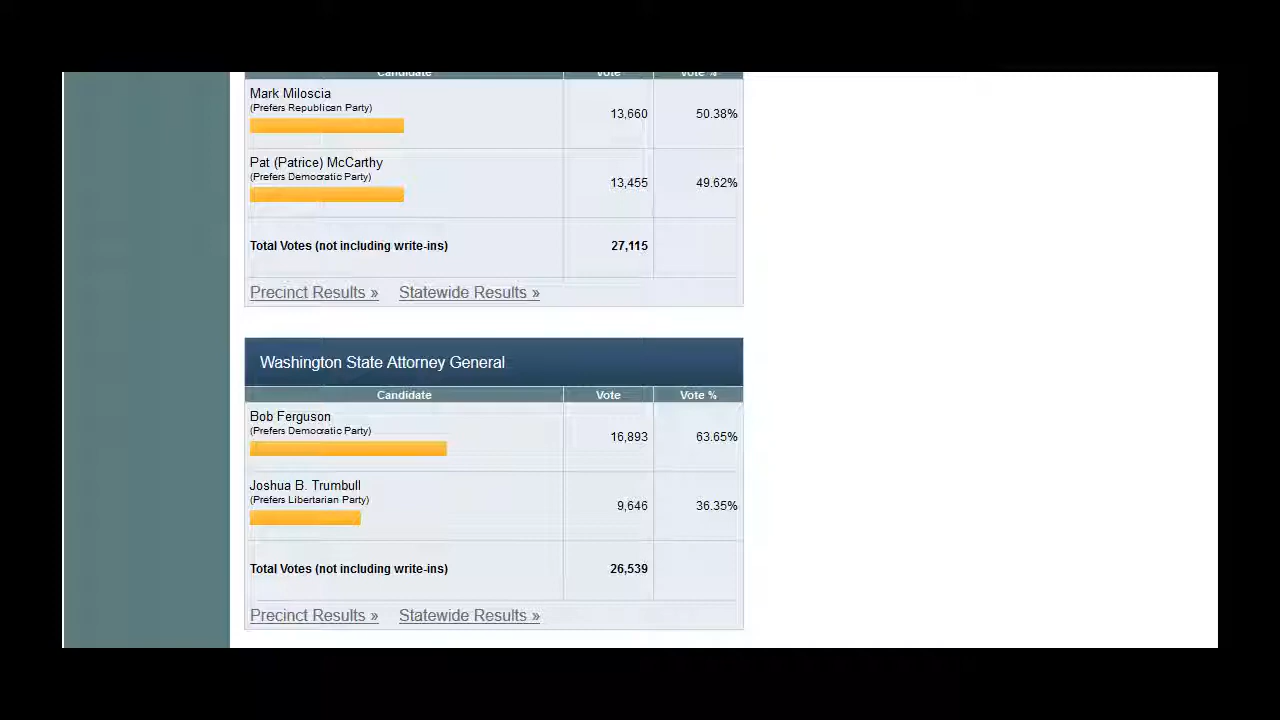 Candidate Vote Vote %
Mark Miloscia
(Prefers Republican Party)
13,660 50.38%
Pat (Patrice) McCarthy
(Prefers Democratic Party)
13,455 49.62%
Total Votes (not including write-ins) 27,115
Precinct Results » Statewide Results »
Washington State Attorney General
Candidate Vote Vote %
Bob Ferguson
(Prefers Democratic Party)
16,893 63.65%
Joshua B. Trumbull
(Prefers Libertarian Party)
9,646 36.35%
Total Votes (not including write-ins) 26,539
Precinct Results » Statewide Results »